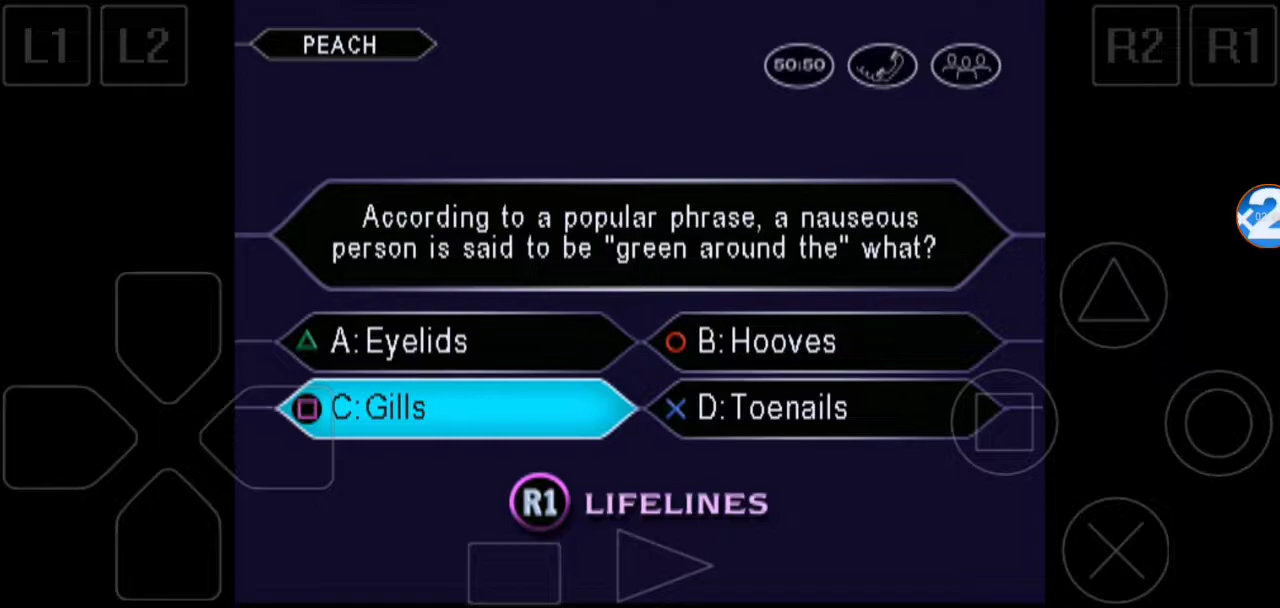 L1 L2 PEACH R2 R1
50:50
According to a popular phrase, a nauseous
person is said to be "green around the" what?
A: Eyelids B: Hooves
C: Gills D: Toenails
R1 LIFELINES